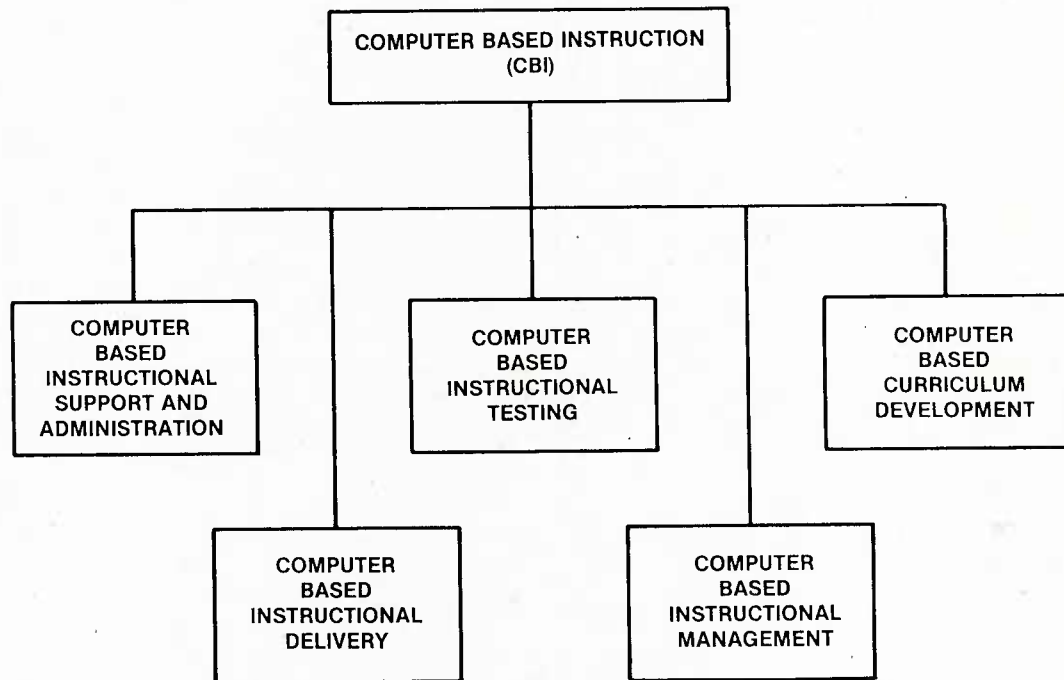 COMPUTER BASED INSTRUCTION
(CBI)
COMPUTER
BASED
INSTRUCTIONAL
SUPPORT AND
ADMINISTRATION
COMPUTER
BASED
INSTRUCTIONAL
TESTING
COMPUTER
BASED
CURRICULUM
DEVELOPMENT
COMPUTER
BASED
INSTRUCTIONAL
DELIVERY
COMPUTER
BASED
INSTRUCTIONAL
MANAGEMENT